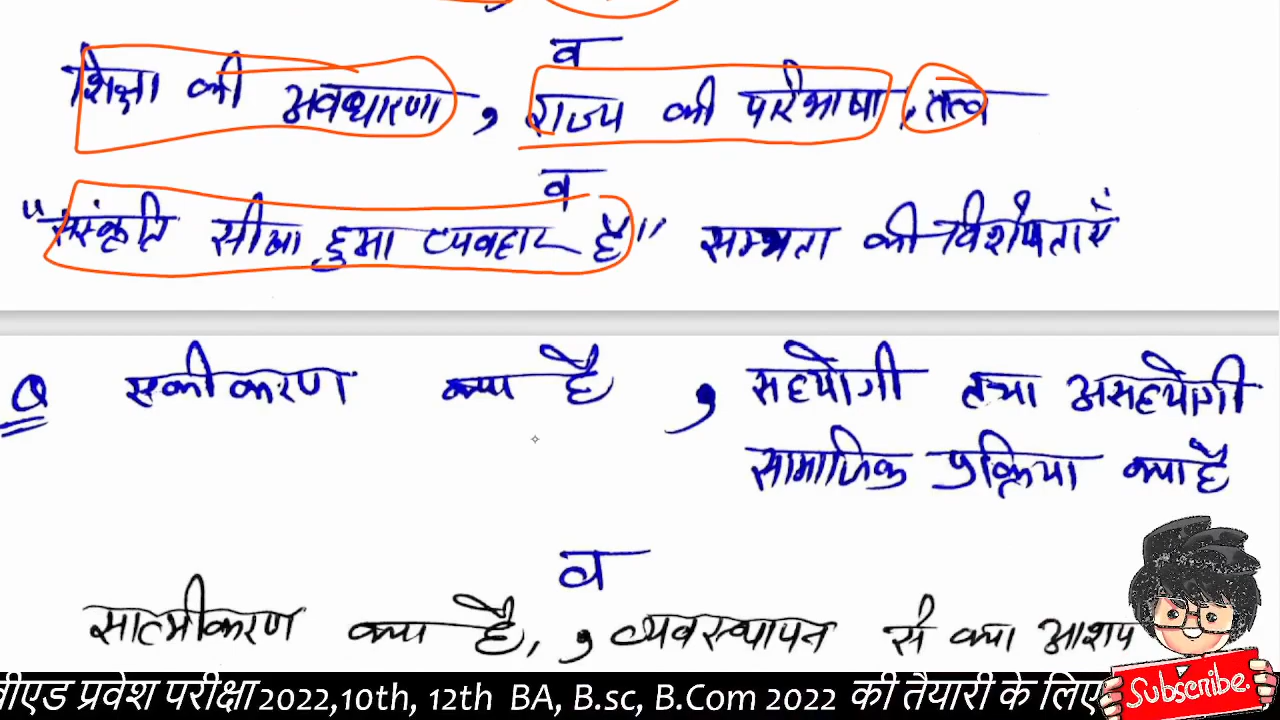 व
शिक्षा की अवधारणा , राज्य की परिभाषा , तत्व
व
"संस्कृति सीखा हुआ व्यवहार है" सभ्यता की विशेषताएं
Q एकीकरण क्या है , सहयोगी तथा असहयोगी
सामाजिक प्रक्रिया क्या है
व
सात्मीकरण क्या है, , व्यवस्थापन से क्या आशय
बीएड प्रवेश परीक्षा 2022,10th, 12th BA, B.sc, B.Com 2022 की तैयारी के लिए
Subscribe